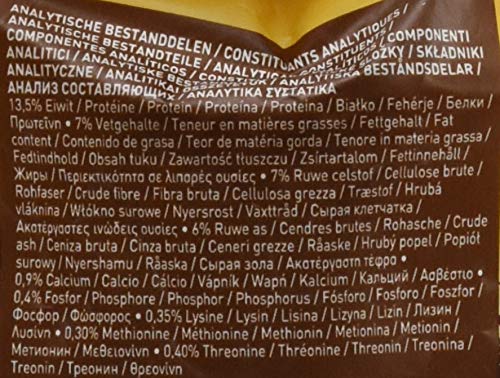 ANALYTISCHE BESTANDDELEN / CONSTITUANTS ANALYTIQUES /
ANALYTISCHE BESTANDTEILE / ANALYTICAL CONSTITUENTS /
COMPONENTES ANALÍTICOS / COMPONENTI
ANALITICI / ANALYTISKE BESTANDDELE / SLOŽKY / SKŁADNIKI
ANALITYCZNE / ANALITIKAI / ANALYTISKA BESTÅNDSDELAR /
АНАЛИЗ СОСТАВЛЯЮЩИХ / ΑΝΑΛΥΤΙΚΑ ΣΥΣΤΑΤΙΚΑ
13,5% Eiwit / Protéine / Protein / Proteína / Proteina / Białko / Fehérje / Белки /
Πρωτεΐνη • 7% Vetgehalte / Teneur en matières grasses / Fettgehalt / Fat
content / Contenido de grasa / Teor de matéria gorda / Tenore in materia grassa /
Fedtindhold / Obsah tuku / Zawartość tłuszczu / Zsírtartalom / Fettinnehåll /
Жиры / Περιεκτικότητα σε λιπαρές ουσίες • 7% Ruwe celstof / Cellulose brute /
Rohfaser / Crude fibre / Fibra bruta / Cellulosa grezza / Træstof / Hrubá
vláknina / Włókno surowe / Nyersrost / Växttråd / Сырая клетчатка /
Ακατέργαστες ινώδεις ουσίες • 6% Ruwe as / Cendres brutes / Rohasche / Crude
ash / Ceniza bruta / Cinza bruta / Ceneri grezze / Råaske / Hrubý popel / Popiół
surowy / Nyershamu / Råaska / Сырая зола / Ακατέργαστη τέφρα •
0,9% Calcium / Calcio / Cálcio / Vápník / Wapń / Kalcium / Кальций / Ασβέστιο •
0,4% Fosfor / Phosphore / Phosphor / Phosphorus / Fósforo / Fosforo / Foszfor /
Фосфор / Φώσφορος • 0,35% Lysine / Lysin / Lisina / Lizyna / Lizin / Лизин /
Λυσίνη • 0,30% Methionine / Méthionine / Methionin / Metionina / Metionin /
Метионин / Μεθειονίνη • 0,40% Threonine / Thréonine / Threonin / Treonina /
Treonin / Треонин / Θρεονίνη